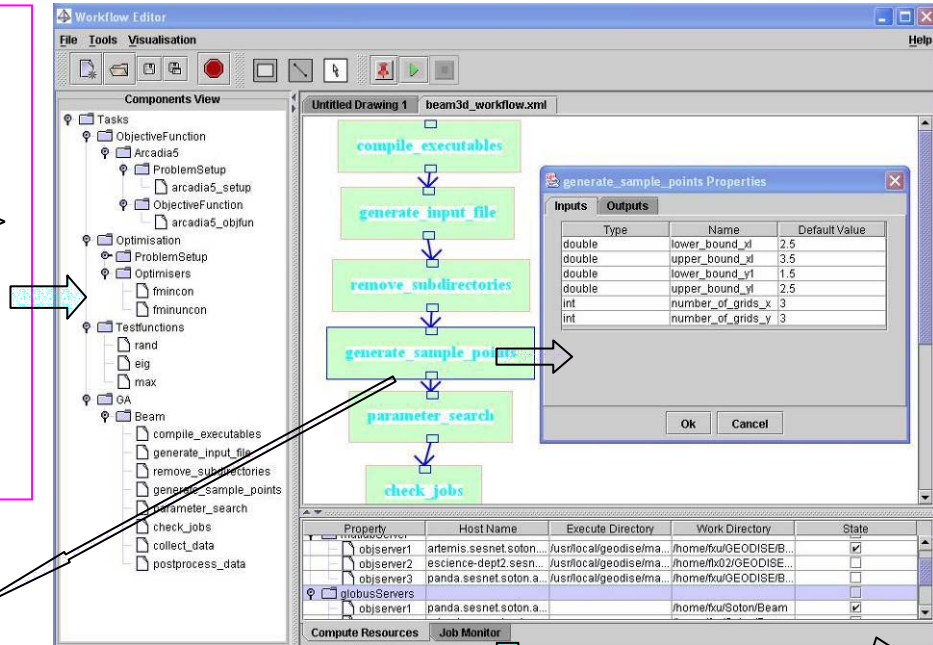 Workflow Editor
File Tools Visualisation Help
Components View
Tasks
ObjectiveFunction
Arcadia5
ProblemSetup
arcadia5_setup
ObjectiveFunction
arcadia5_objfun
Optimisation
ProblemSetup
Optimisers
fmincon
fminuncon
Testfunctions
rand
eig
max
GA
Beam
compile_executables
generate_input_file
remove_subdirectories
generate_sample_points
parameter_search
check_jobs
collect_data
postprocess_data
Untitled Drawing 1 beam3d_workflow.xml
compile_executables
generate_input_file
remove_subdirectories
generate_sample_points
parameter_search
check_jobs
generate_sample_points Properties
Inputs Outputs
Type Name Default Value
double lower_bound_xl 2.5
double upper_bound_xl 3.5
double lower_bound_y1 1.5
double upper_bound_yl 2.5
int number_of_grids_x 3
int number_of_grids_y 3
Ok Cancel
Property Host Name Execute Directory Work Directory State
objserver1 artemis.sesnet.soton.... /usr/local/geodise/ma... /home/fxu/GEODISE/B...
objserver2 escience-dept2.sesn... /usr/local/geodise/ma... /home/flx02/GEODISE...
objserver3 panda.sesnet.soton.a... /usr/local/geodise/ma... /home/fxu/GEODISE/B...
globusServers
objserver1 panda.sesnet.soton.a... /home/fxu/Soton/Beam
Compute Resources Job Monitor